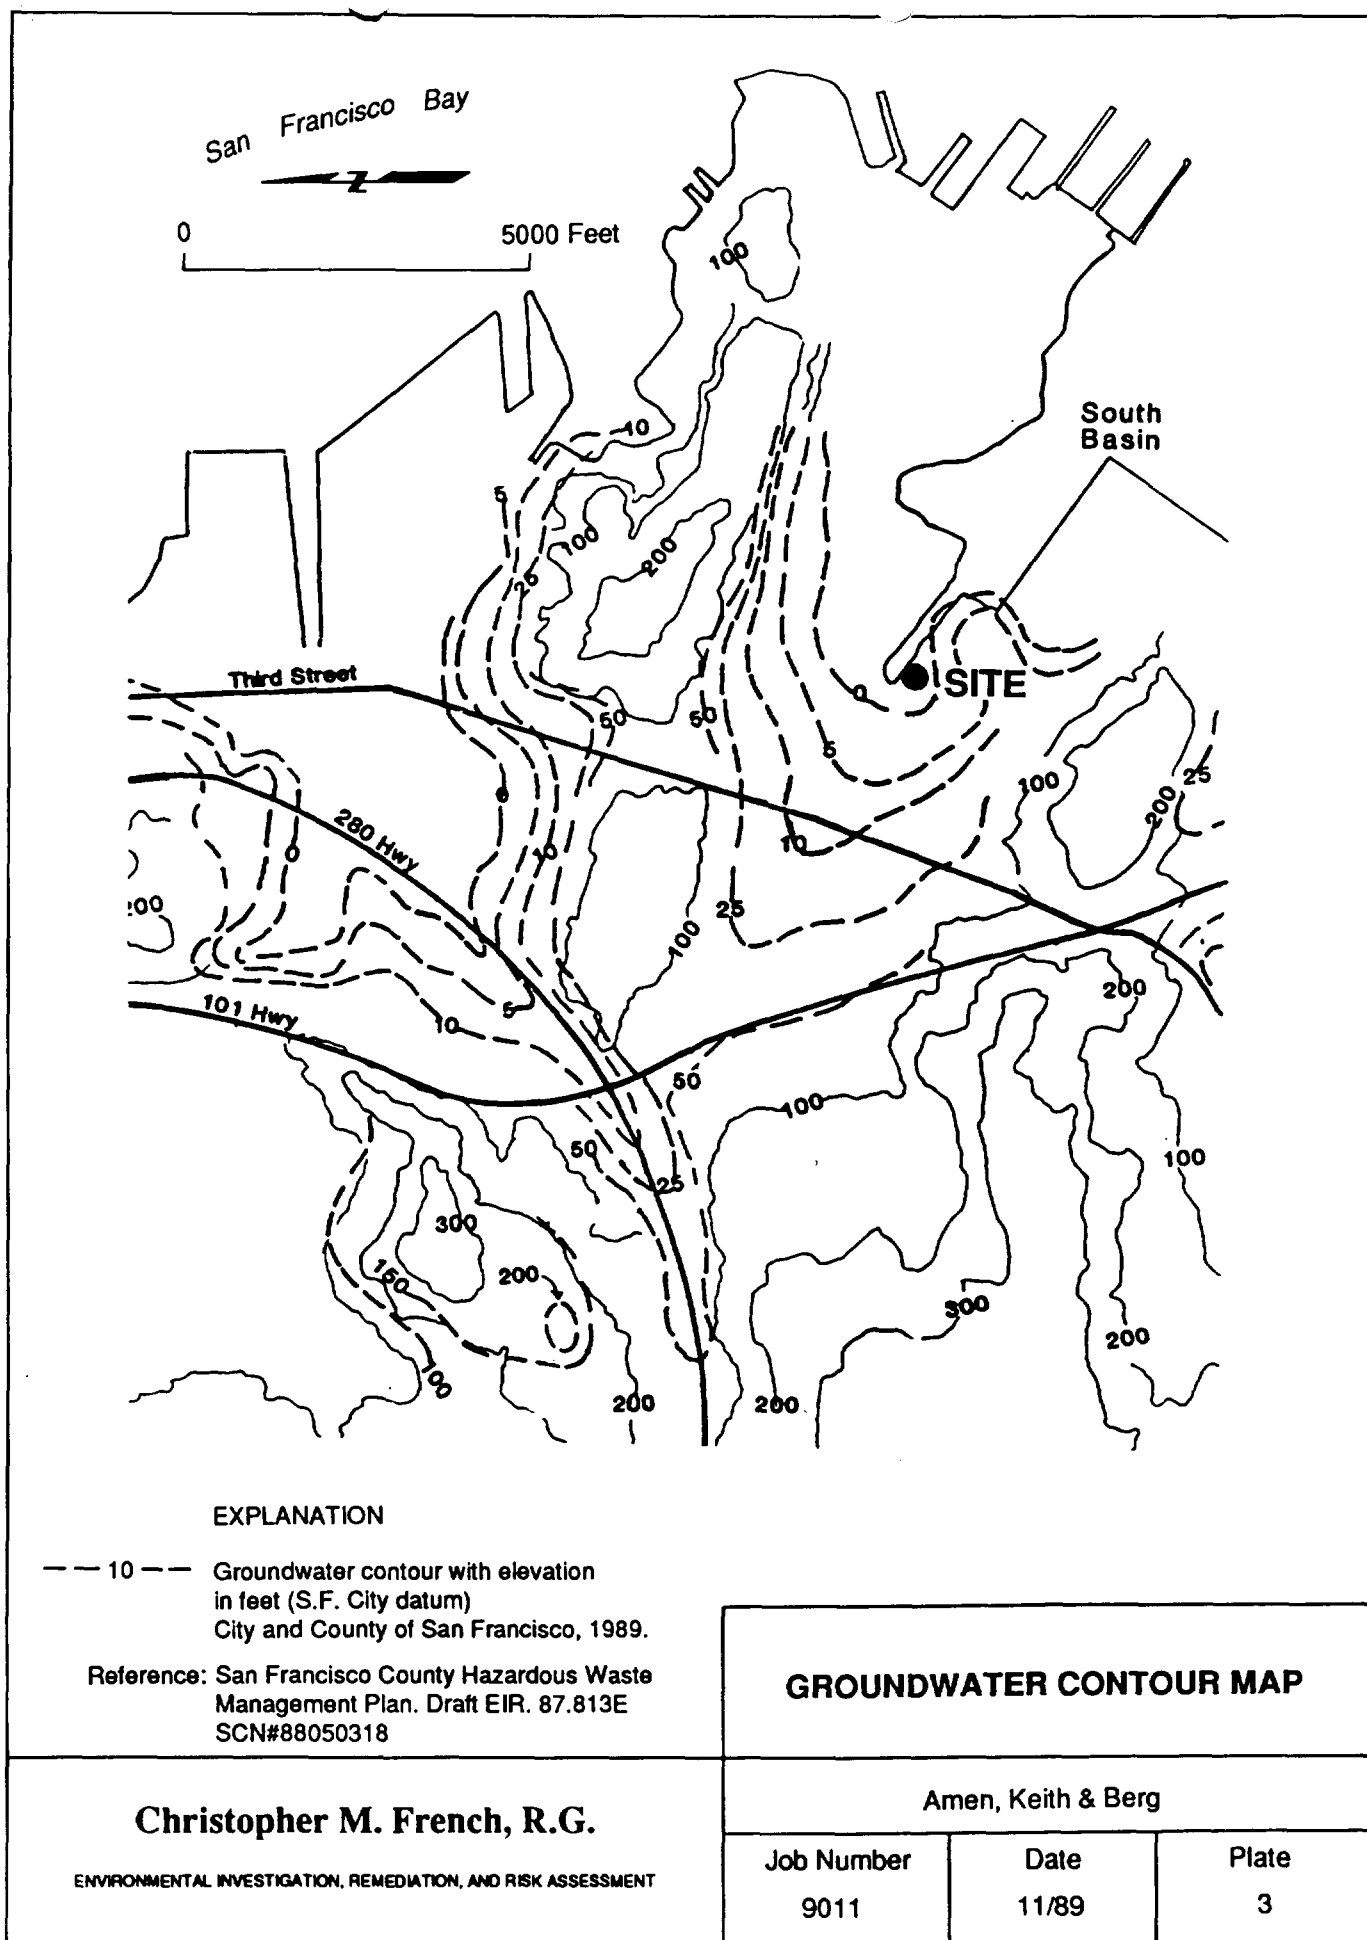 San Francisco Bay
Z
0 5000 Feet
100
South
Basin
10
5
100
200
25
Third Street
SITE
0
50
50
5
100
200
25
0
280 Hwy
0
10
10
200
25
100
101 Hwy
5
10
200
50
100
50
25
100
300
150
200
300
200
100
200
200
EXPLANATION
— — 10 — — Groundwater contour with elevation
in feet (S.F. City datum)
City and County of San Francisco, 1989.
Reference: San Francisco County Hazardous Waste
Management Plan. Draft EIR. 87.813E
SCN#88050318
GROUNDWATER CONTOUR MAP
Christopher M. French, R.G.
ENVIRONMENTAL INVESTIGATION, REMEDIATION, AND RISK ASSESSMENT
Amen, Keith & Berg
Job Number Date Plate
9011 11/89 3